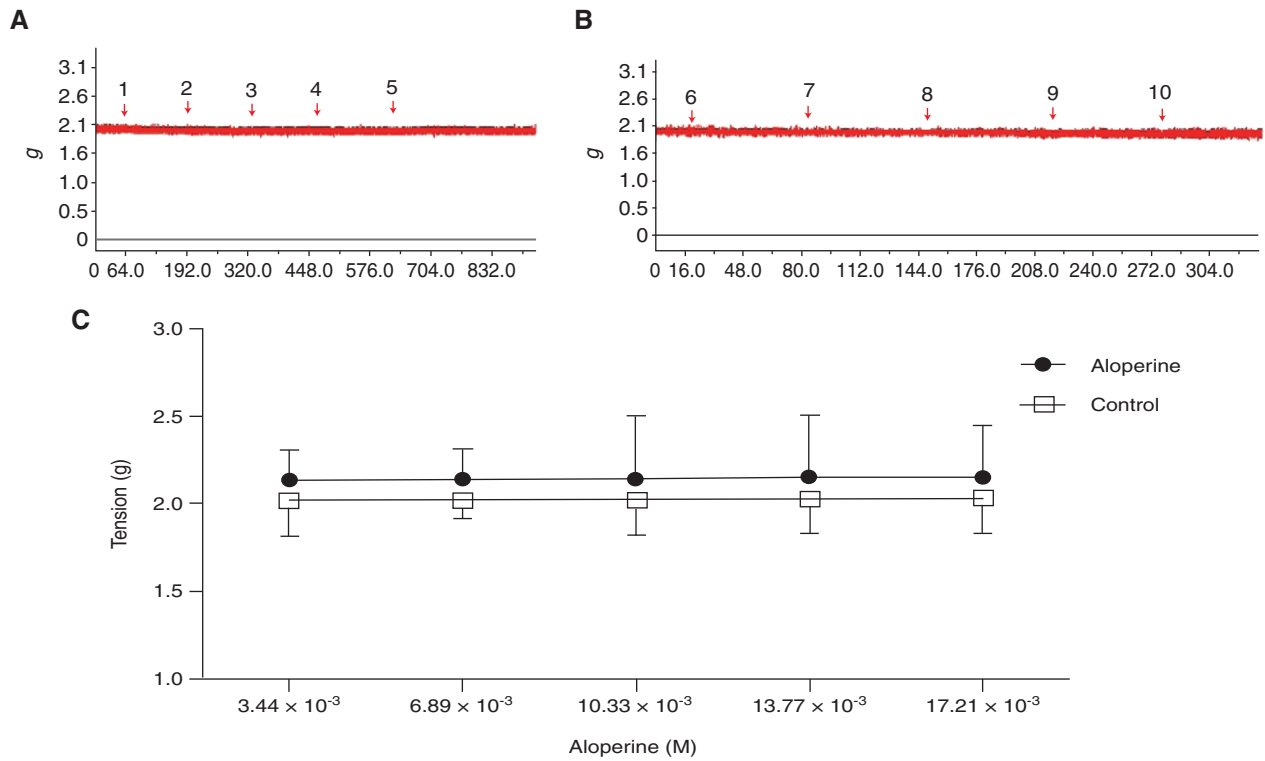 A
3.1
2.6
2.1
1.6
1.0
0.5
0
g
1 2 3 4 5
0 64.0 192.0 320.0 448.0 576.0 704.0 832.0
B
3.1
2.6
2.1
1.6
1.0
0.5
0
g
6 7 8 9 10
0 16.0 48.0 80.0 112.0 144.0 176.0 208.0 240.0 272.0 304.0
C
3.0
2.5
2.0
1.5
1.0
Tension (g)
Aloperine
Control
3.44 × 10⁻³ 6.89 × 10⁻³ 10.33 × 10⁻³ 13.77 × 10⁻³ 17.21 × 10⁻³
Aloperine (M)